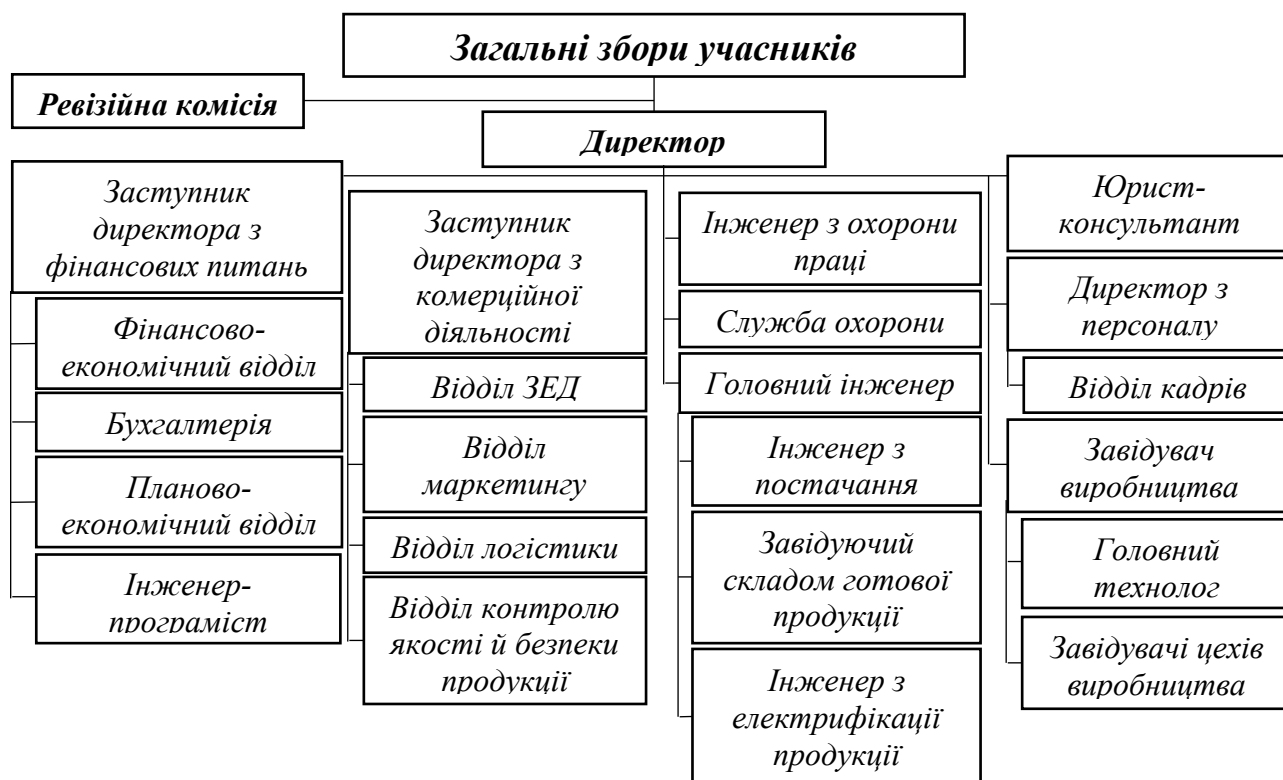 Загальні збори учасників
Ревізійна комісія
Директор
Заступник
директора з
фінансових питань
Фінансово-
економічний відділ
Бухгалтерія
Планово-
економічний відділ
Інженер-
програміст
Заступник
директора з
комерційної
діяльності
Відділ ЗЕД
Відділ
маркетингу
Відділ логістики
Відділ контролю
якості й безпеки
продукції
Інженер з охорони
праці
Служба охорони
Головний інженер
Інженер з
постачання
Завідуючий
складом готової
продукції
Інженер з
електрифікації
продукції
Юрист-
консультант
Директор з
персоналу
Відділ кадрів
Завідувач
виробництва
Головний
технолог
Завідувачі цехів
виробництва